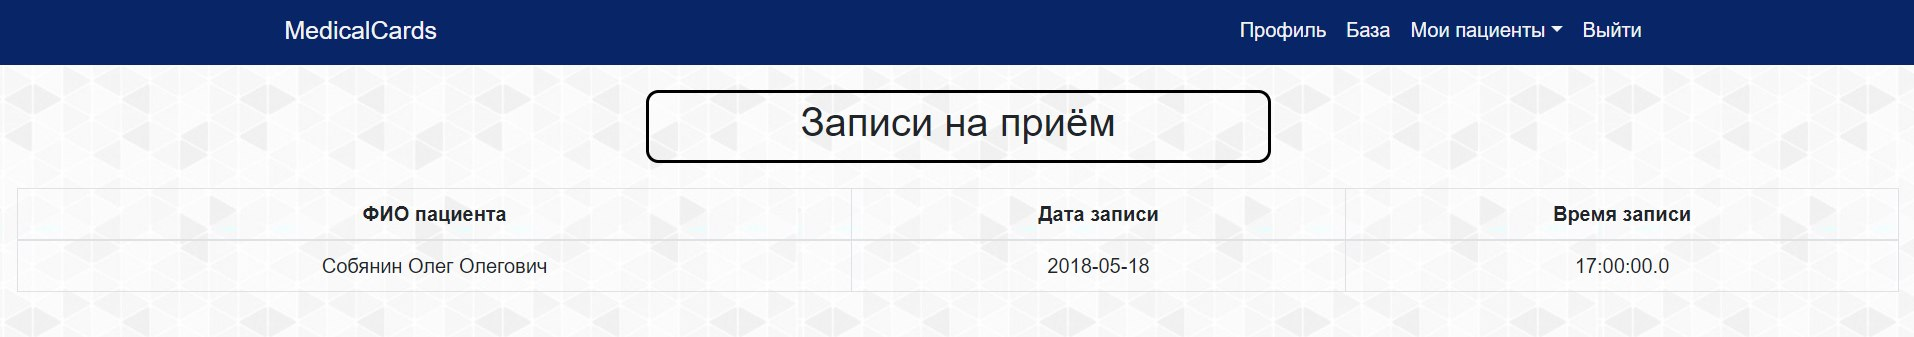 MedicalCards Профиль База Мои пациенты Выйти
Записи на приём
ФИО пациента Дата записи Время записи
Собянин Олег Олегович 2018-05-18 17:00:00.0